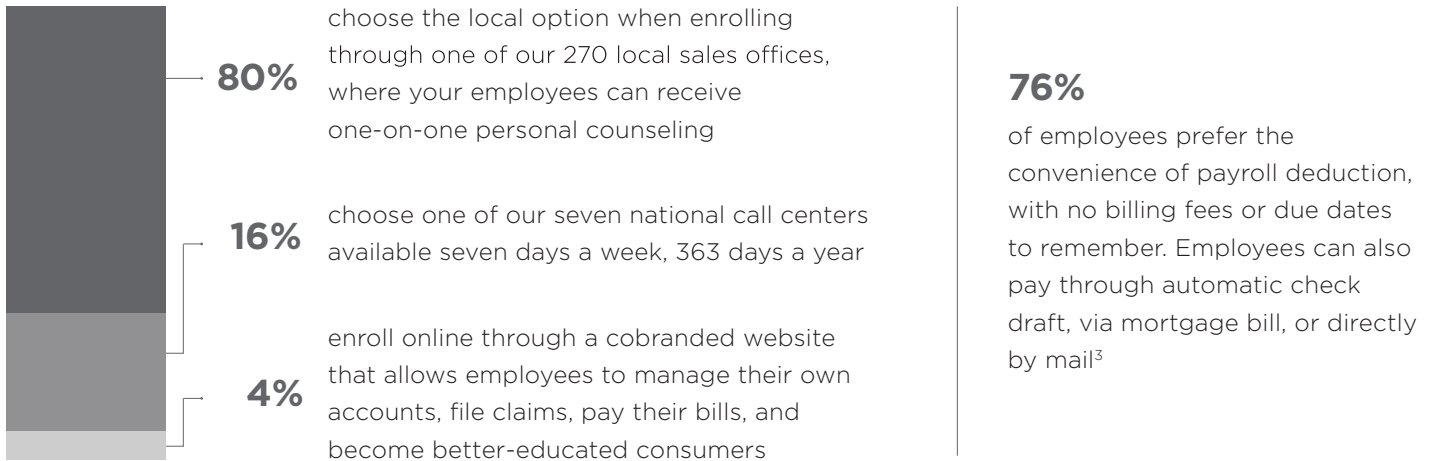 80%
choose the local option when enrolling
through one of our 270 local sales offices,
where your employees can receive
one-on-one personal counseling
16%
choose one of our seven national call centers
available seven days a week, 363 days a year
4%
enroll online through a cobranded website
that allows employees to manage their own
accounts, file claims, pay their bills, and
become better-educated consumers
76%
of employees prefer the
convenience of payroll deduction,
with no billing fees or due dates
to remember. Employees can also
pay through automatic check
draft, via mortgage bill, or directly
by mail³